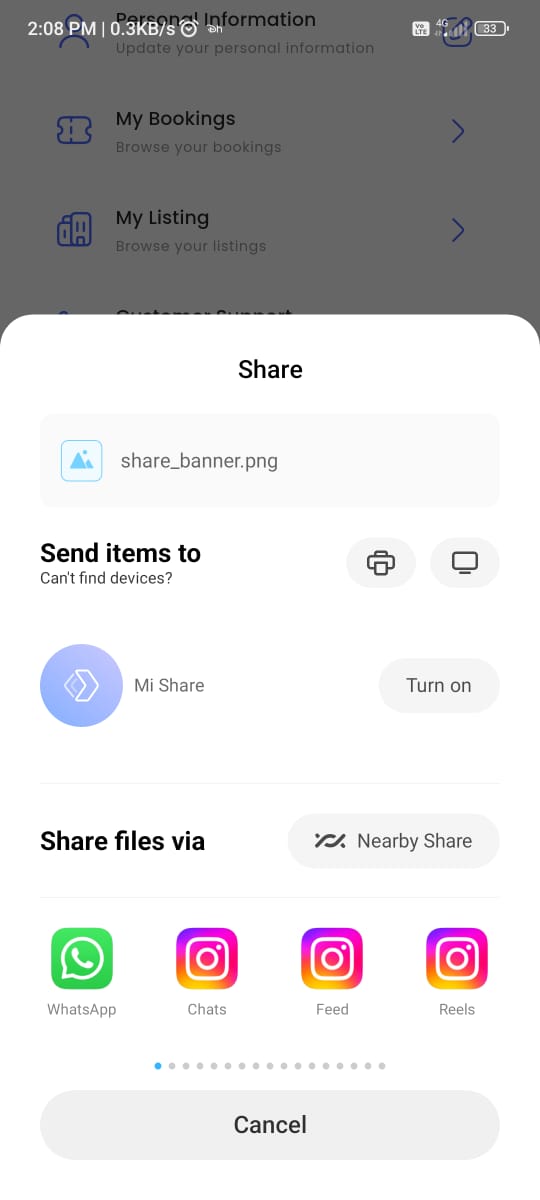 Personal Information
2:08 PM | 0.3KB/s
Vo LTE
4G
33
Update your personal information
My Bookings
Browse your bookings
My Listing
Browse your listings
Customer Support
Share
share_banner.png
Send items to
Can't find devices?
Mi Share
Turn on
Share files via
Nearby Share
WhatsApp
Chats
Feed
Reels
Cancel